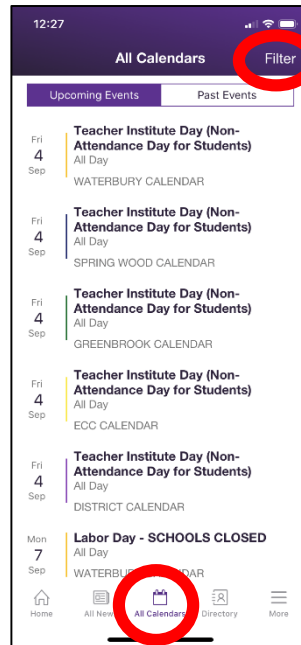 12:27
All Calendars Filter
Upcoming Events Past Events
Fri
4
Sep
Teacher Institute Day (Non-
Attendance Day for Students)
All Day
WATERBURY CALENDAR
Fri
4
Sep
Teacher Institute Day (Non-
Attendance Day for Students)
All Day
SPRING WOOD CALENDAR
Fri
4
Sep
Teacher Institute Day (Non-
Attendance Day for Students)
All Day
GREENBROOK CALENDAR
Fri
4
Sep
Teacher Institute Day (Non-
Attendance Day for Students)
All Day
ECC CALENDAR
Fri
4
Sep
Teacher Institute Day (Non-
Attendance Day for Students)
All Day
DISTRICT CALENDAR
Mon
7
Sep
Labor Day - SCHOOLS CLOSED
All Day
WATERBURY CALENDAR
Home All New All Calendars Directory More